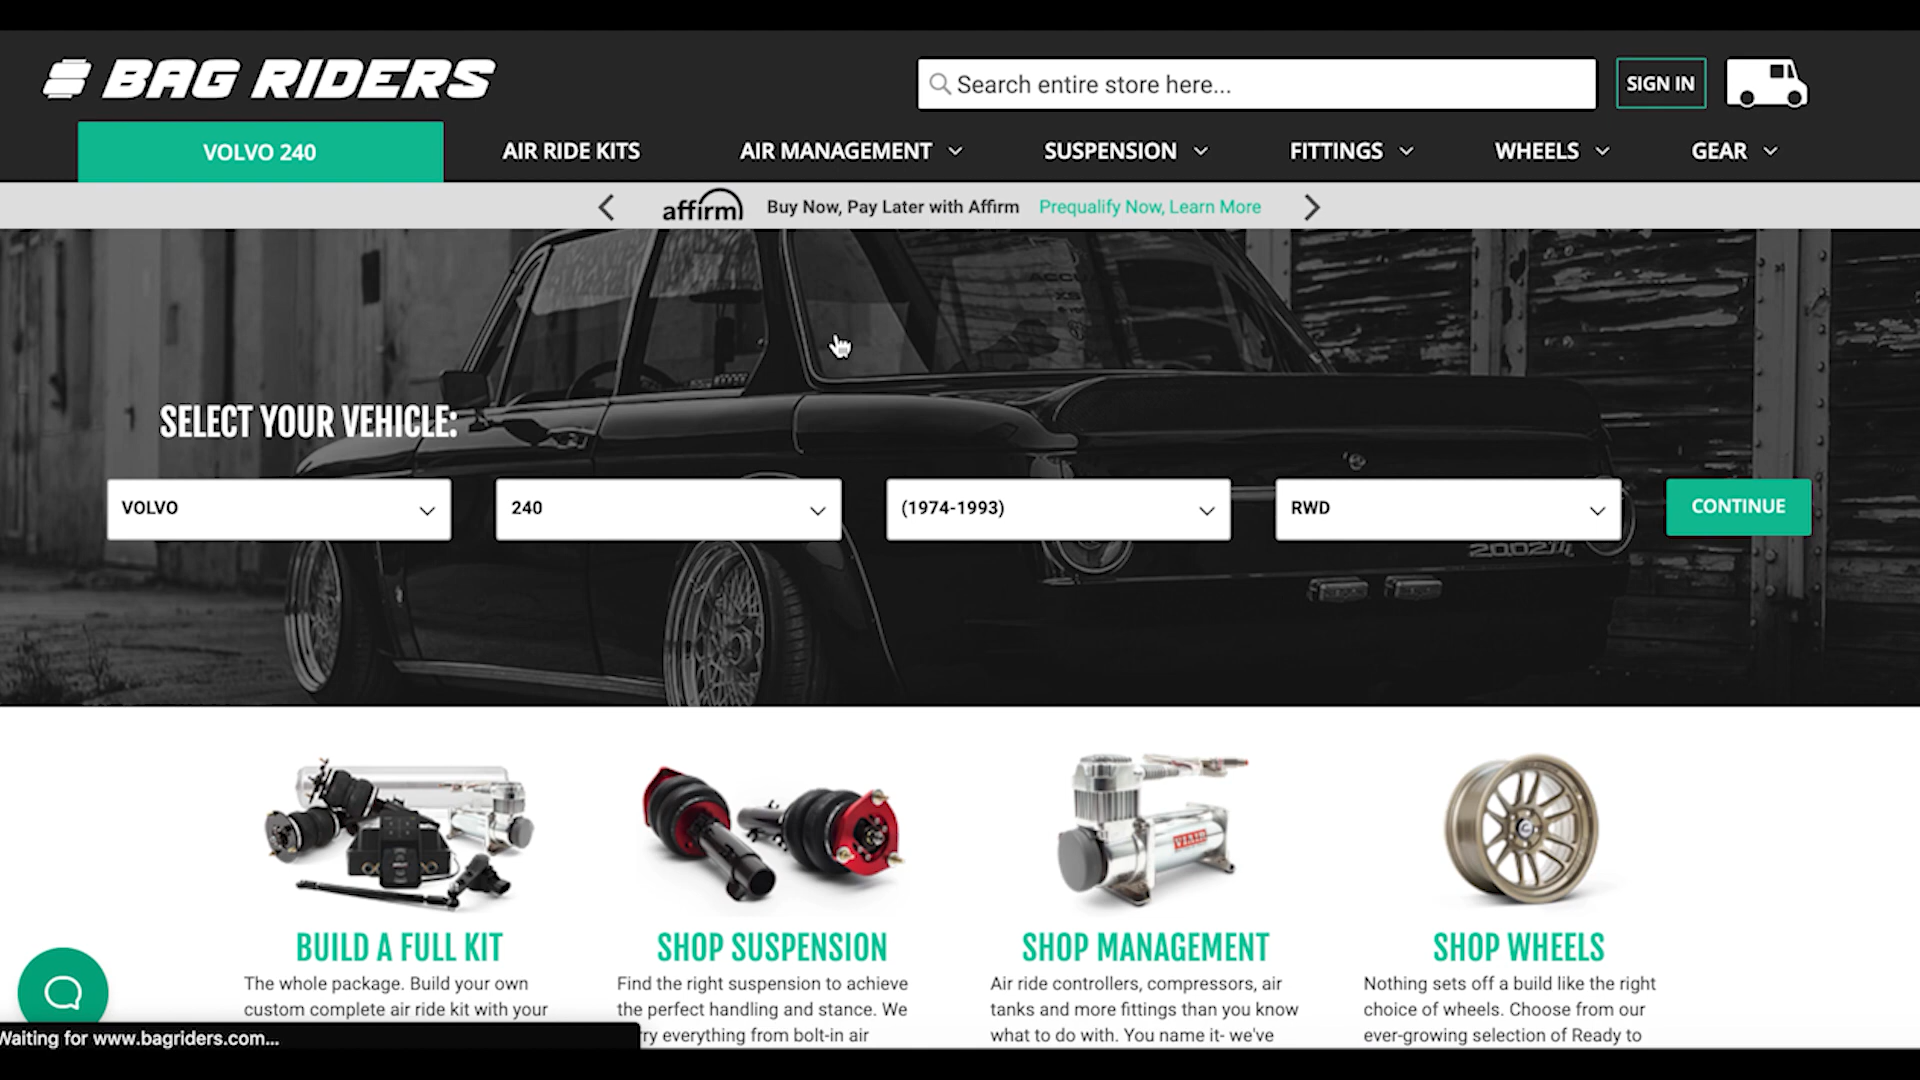 BAG RIDERS
Search entire store here...
SIGN IN
VOLVO 240
AIR RIDE KITS
AIR MANAGEMENT
SUSPENSION
FITTINGS
WHEELS
GEAR
affirm
Buy Now, Pay Later with Affirm
Prequalify Now, Learn More
SELECT YOUR VEHICLE:
VOLVO
240
(1974-1993)
RWD
CONTINUE
VIAIR
BUILD A FULL KIT
The whole package. Build your own
custom complete air ride kit with your
SHOP SUSPENSION
Find the right suspension to achieve
the perfect handling and stance. We
everything from bolt-in air
SHOP MANAGEMENT
Air ride controllers, compressors, air
tanks and more fittings than you know
what to do with. You name it- we've
SHOP WHEELS
Nothing sets off a build like the right
choice of wheels. Choose from our
ever-growing selection of Ready to
Waiting for www.bagriders.com...